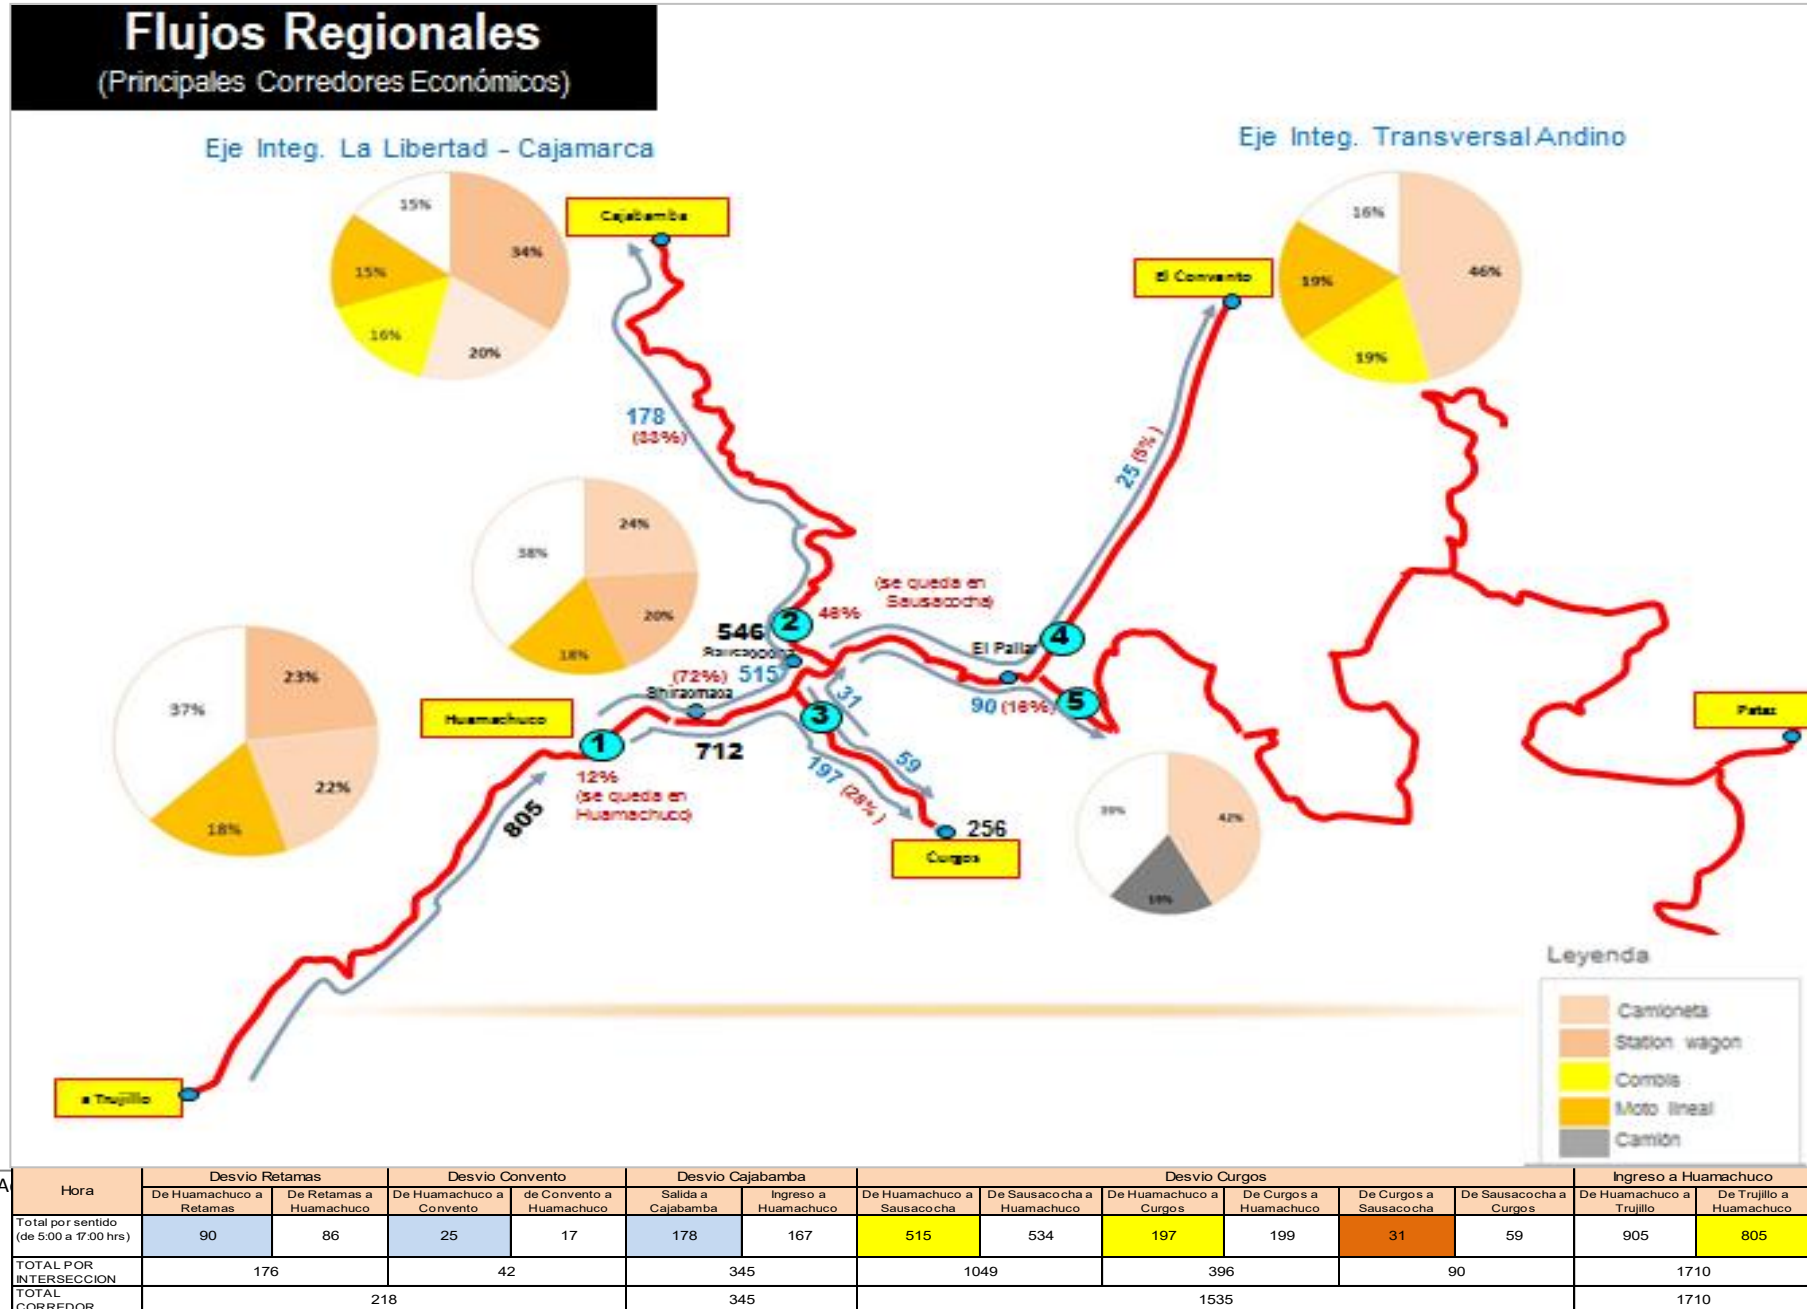 Flujos Regionales
(Principales Corredores Económicos)
Eje Integ. La Libertad - Cajamarca
Eje Integ. Transversal Andino
15%
34%
15%
16%
20%
Cajabamba
El Convento
16%
46%
19%
19%
178
(33%)
25 (5%)
38%
24%
20%
18%
(se queda en
Sausacocha)
2
48%
546
4
El Pallar
(72%) 515
31
90 (16%)
5
37%
23%
22%
18%
Huamachuco
1
712
3
59
197 (28%)
12%
(se queda en
Huamachuco)
805
256
Curgos
42%
Pataz
a Trujillo
Leyenda
Camioneta
Station wagon
Combis
Moto lineal
Camión
Hora
Desvio Retamas
Desvio Convento
Desvio Cajabamba
Desvio Curgos
Ingreso a Huamachuco
De Huamachuco a Retamas
De Retamas a Huamachuco
De Huamachuco a Convento
de Convento a Huamachuco
Salida a Cajabamba
Ingreso a Huamachuco
De Huamachuco a Sausacocha
De Sausacocha a Huamachuco
De Huamachuco a Curgos
De Curgos a Huamachuco
De Curgos a Sausacocha
De Sausacocha a Curgos
De Huamachuco a Trujillo
De Trujillo a Huamachuco
Total por sentido (de 5:00 a 17:00 hrs)
90 86 25 17 178 167 515 534 197 199 31 59 905 805
TOTAL POR INTERSECCION
176 42 345 1049 396 90 1710
TOTAL CORREDOR
218 345 1535 1710